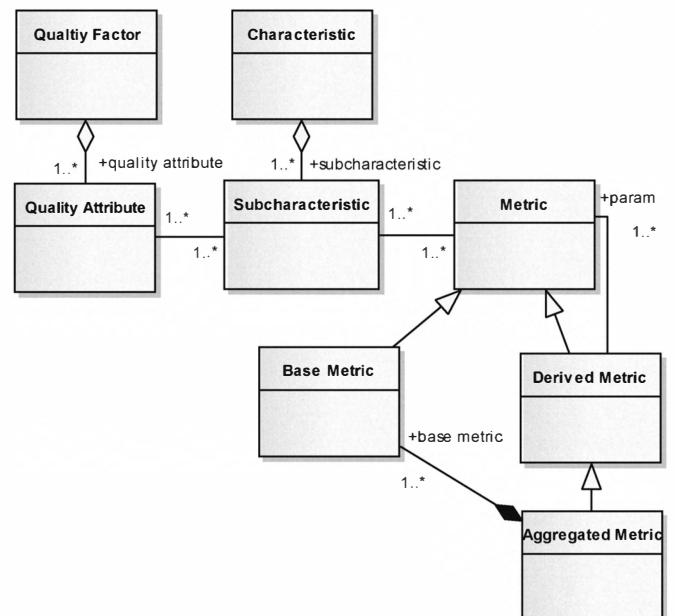 Qualtiy Factor
Characteristic
1..*
+quality attribute
1..*
+subcharacteristic
Quality Attribute
1..*
1..*
Subcharacteristic
1..*
1..*
Metric
+param
1..*
Base Metric
Derived Metric
+base metric
1..*
Aggregated Metric